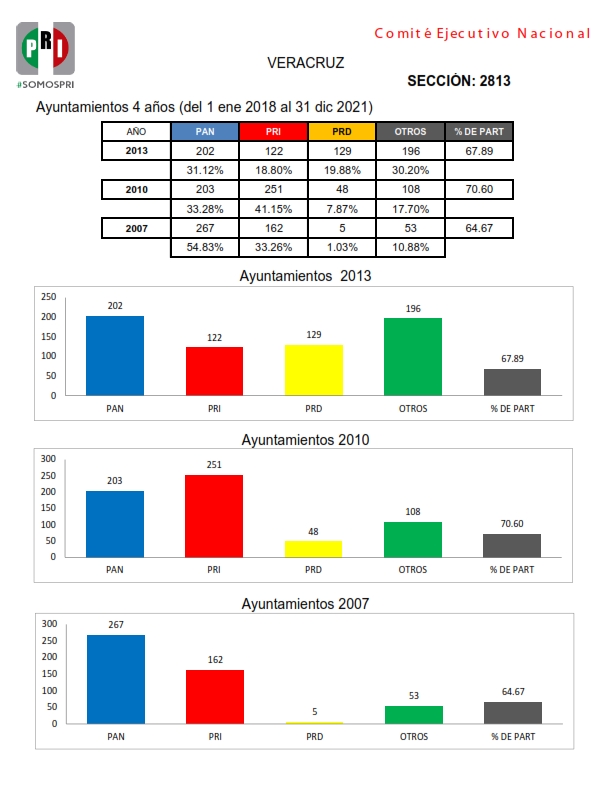 Comité Ejecutivo Nacional
PRI
#SOMOSPRI
VERACRUZ
SECCIÓN: 2813
Ayuntamientos 4 años (del 1 ene 2018 al 31 dic 2021)
AÑO PAN PRI PRD OTROS % DE PART
2013 202 122 129 196 67.89
31.12% 18.80% 19.88% 30.20%
2010 203 251 48 108 70.60
33.28% 41.15% 7.87% 17.70%
2007 267 162 5 53 64.67
54.83% 33.26% 1.03% 10.88%
Ayuntamientos 2013
250
200
150
100
50
0
202
122
129
196
67.89
PAN PRI PRD OTROS % DE PART
Ayuntamientos 2010
300
250
200
150
100
50
0
203
251
48
108
70.60
PAN PRI PRD OTROS % DE PART
Ayuntamientos 2007
300
250
200
150
100
50
0
267
162
5
53
64.67
PAN PRI PRD OTROS % DE PART